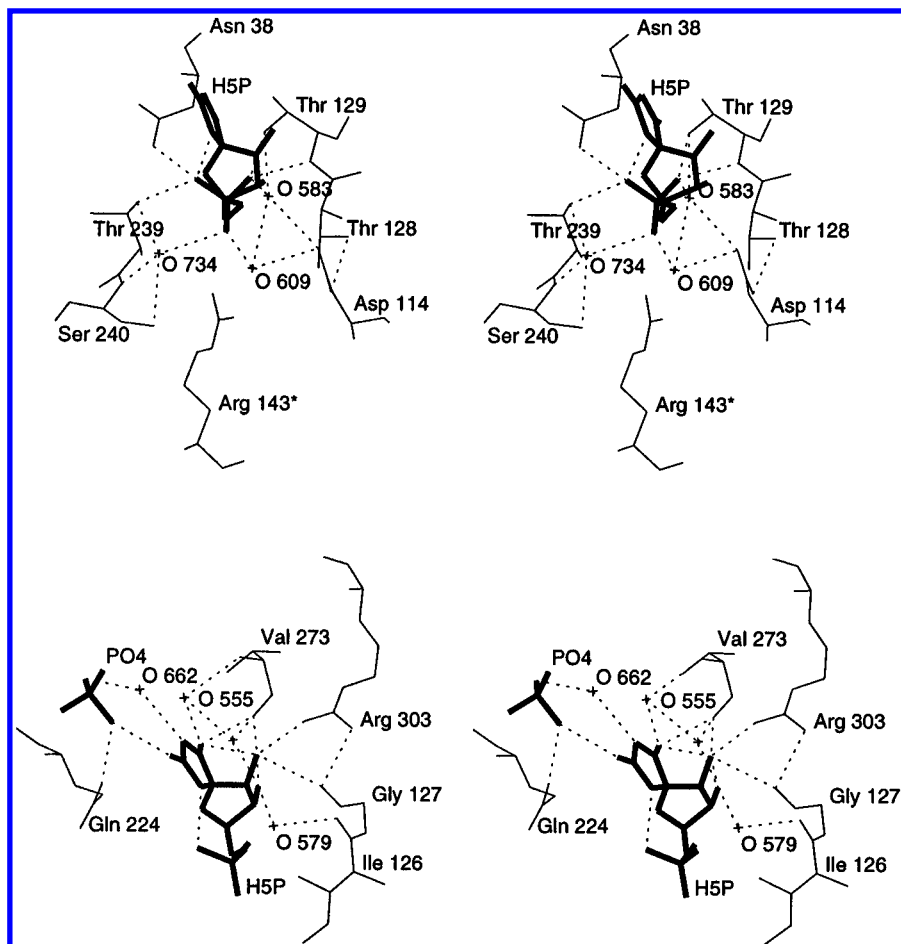 Asn 38
H5P
Thr 129
O 583
Thr 239
Thr 128
O 734
O 609
Asp 114
Ser 240
Arg 143*
Asn 38
H5P
Thr 129
O 583
Thr 239
Thr 128
O 734
O 609
Asp 114
Ser 240
Arg 143*
Val 273
PO4
O 662
O 555
Arg 303
Gly 127
Gln 224
O 579
Ile 126
H5P
Val 273
PO4
O 662
O 555
Arg 303
Gly 127
Gln 224
O 579
Ile 126
H5P